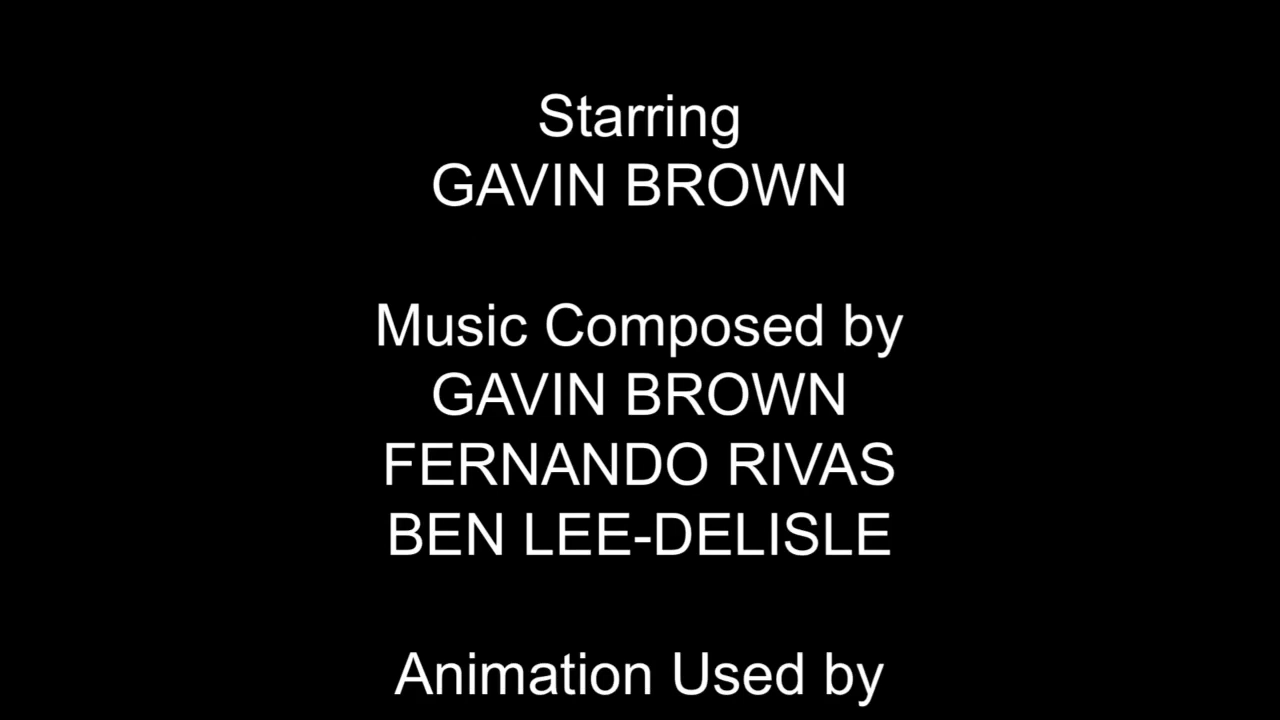 Starring
GAVIN BROWN
Music Composed by
GAVIN BROWN
FERNANDO RIVAS
BEN LEE-DELISLE
Animation Used by